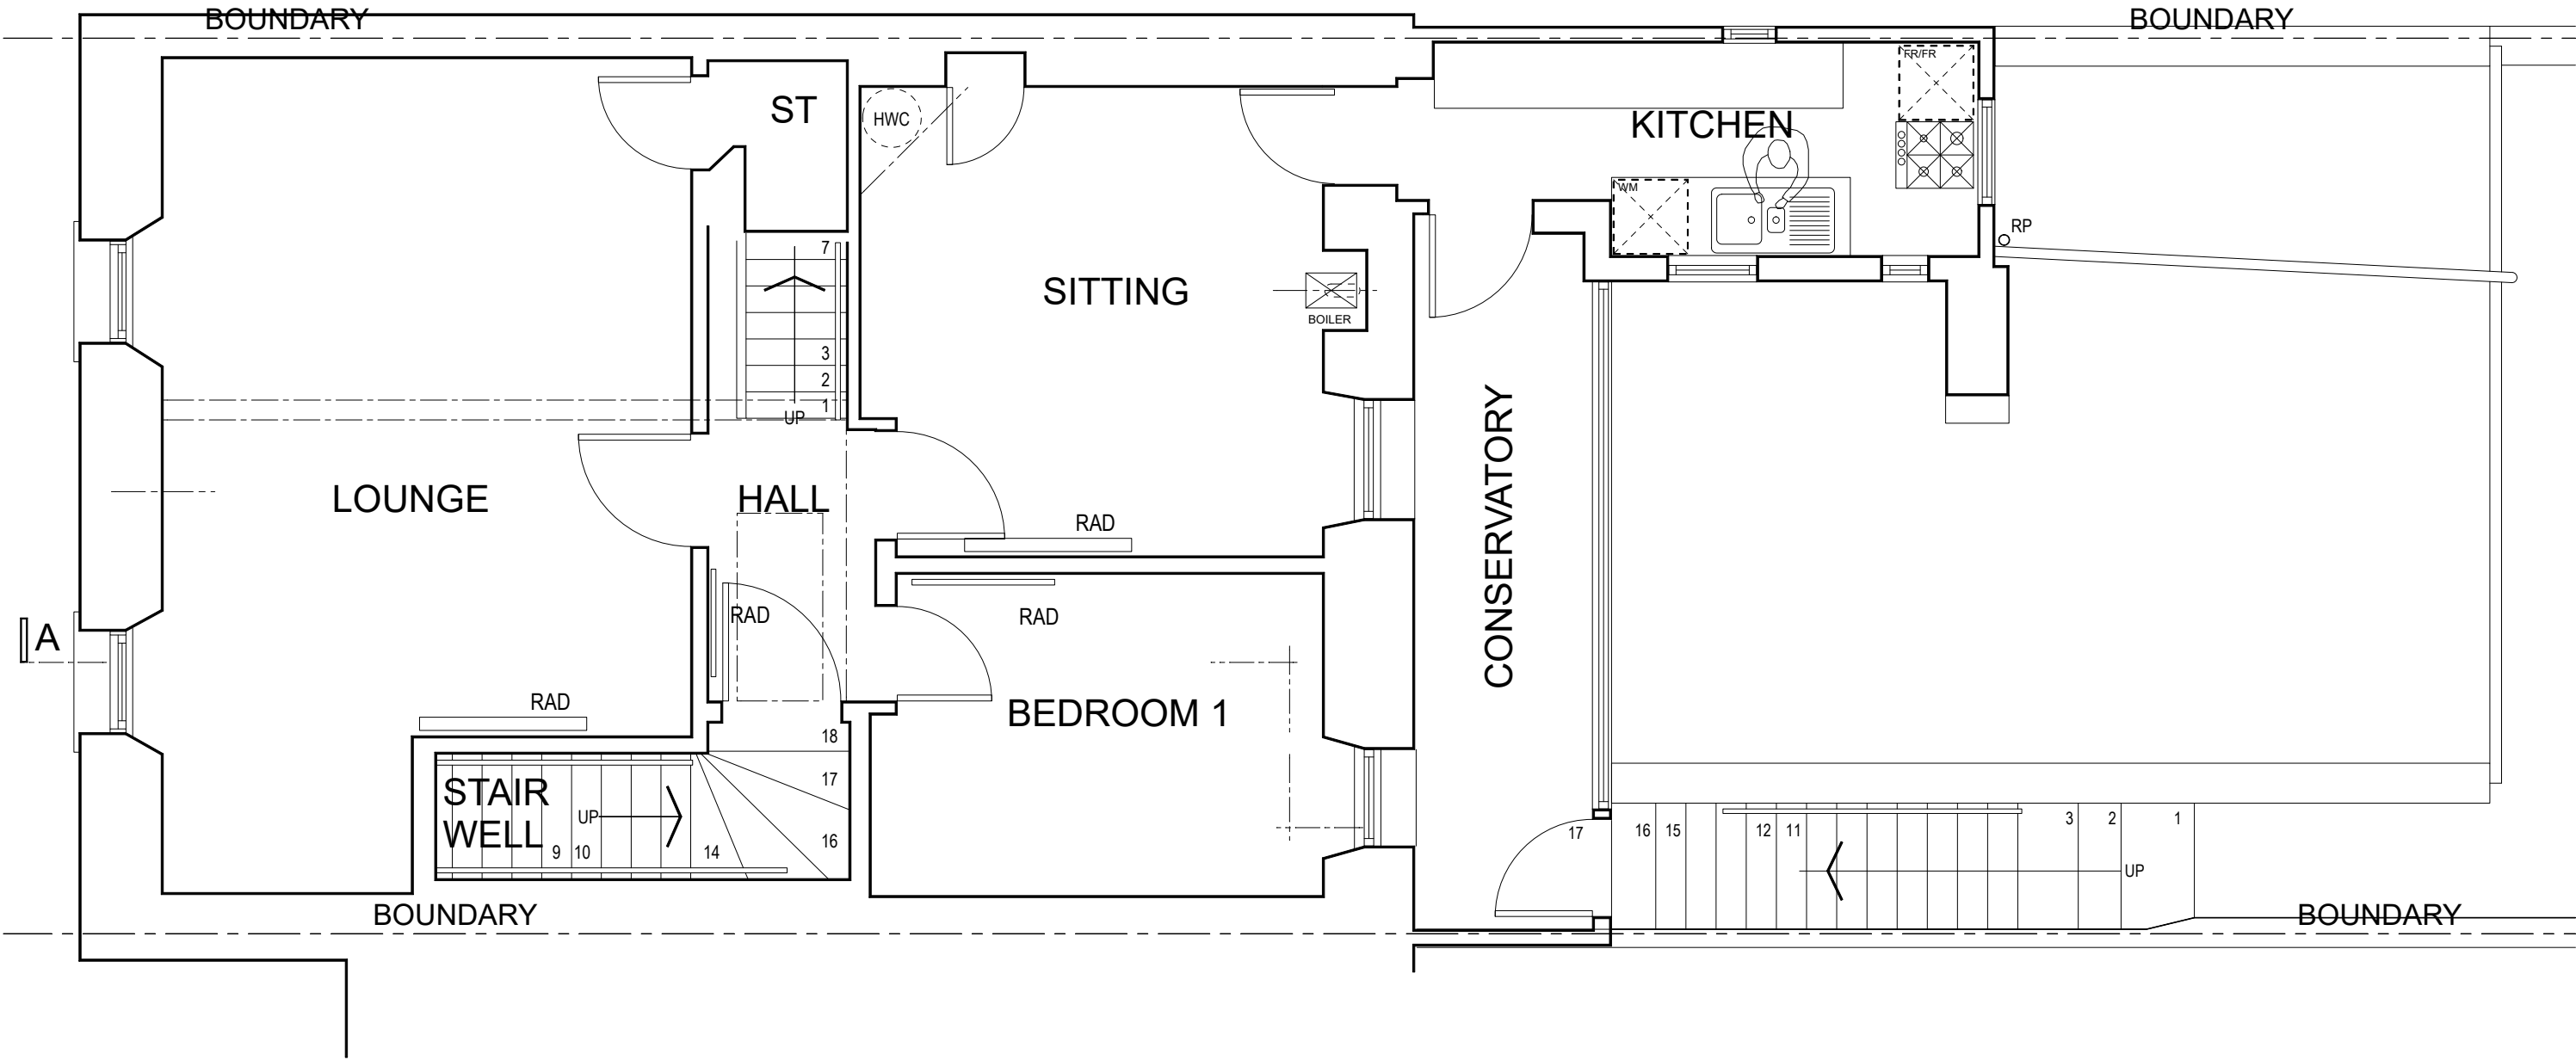 BOUNDARY
BOUNDARY
FR/FR
ST
HWC
KITCHEN
WM
RP
7
3
2
1
UP
SITTING
BOILER
CONSERVATORY
LOUNGE
HALL
RAD
RAD
RAD
A
RAD
BEDROOM 1
18
17
16
STAIR
WELL
UP
9
10
14
17
16
15
12
11
3
2
1
UP
BOUNDARY
BOUNDARY